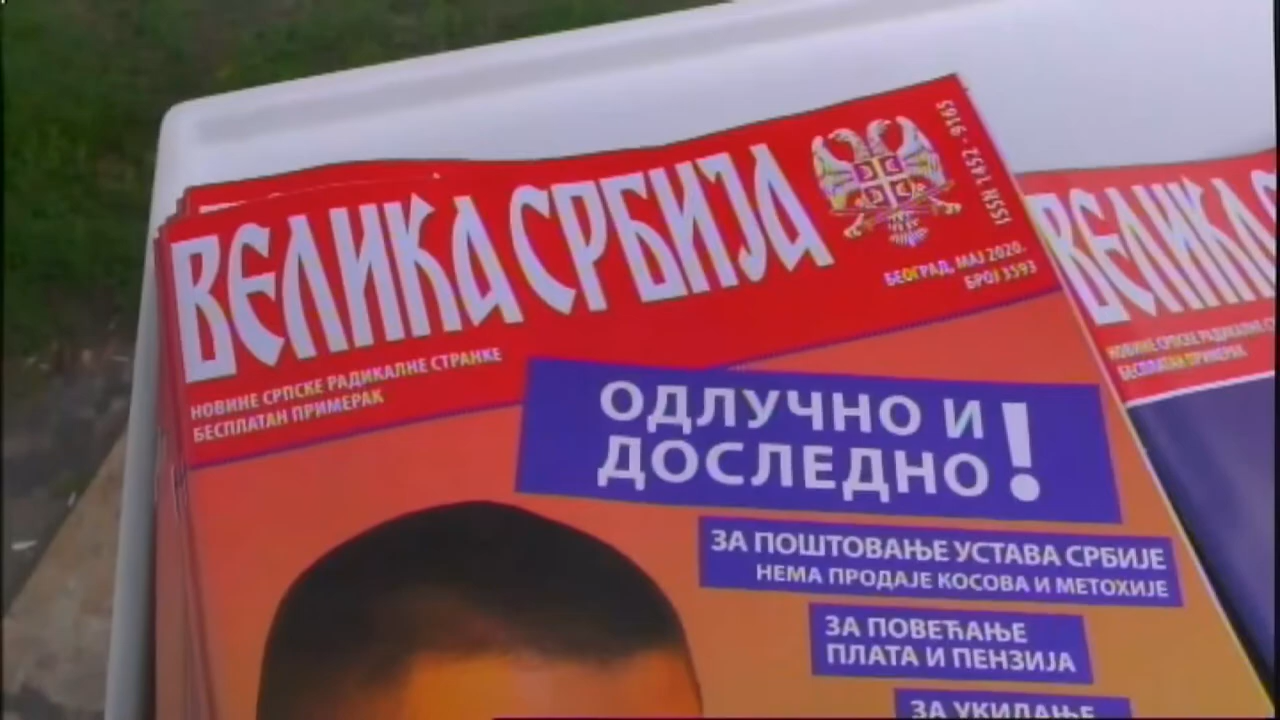 ВЕЛИКА СРБИЈА
ISSN 1452 - 9165
БЕОГРАД, МАЈ 2020.
БРОЈ 3593
НОВИНЕ СРПСКЕ РАДИКАЛНЕ СТРАНКЕ
БЕСПЛАТАН ПРИМЕРАК
ОДЛУЧНО И
ДОСЛЕДНО!
ЗА ПОШТОВАЊЕ УСТАВА СРБИЈЕ
НЕМА ПРОДАЈЕ КОСОВА И МЕТОХИЈЕ
ЗА ПОВЕЋАЊЕ
ПЛАТА И ПЕНЗИЈА
ЗА УКИДАЊЕ
ВЕЛИКА
НОВИНЕ СРПСКЕ РАДИКАЛНЕ
БЕСПЛАТАН ПРИМЕРАК